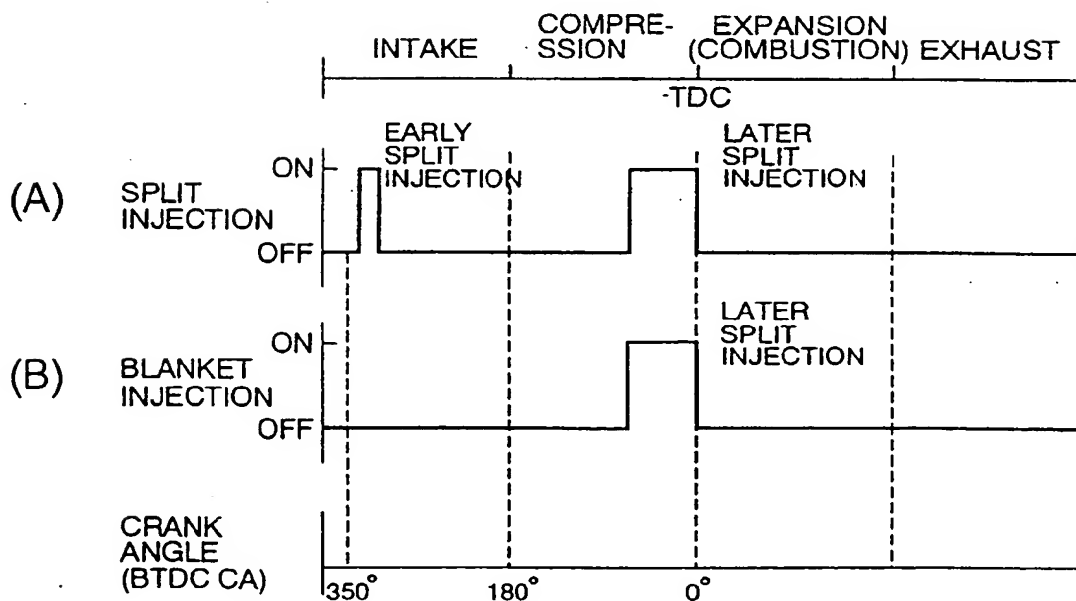 INTAKE
COMPRE-
SSION
EXPANSION
(COMBUSTION)
EXHAUST
-TDC
(A)
SPLIT
INJECTION
ON
OFF
EARLY
SPLIT
INJECTION
LATER
SPLIT
INJECTION
(B)
BLANKET
INJECTION
ON
OFF
LATER
SPLIT
INJECTION
CRANK
ANGLE
(BTDC CA)
350°
180°
0°